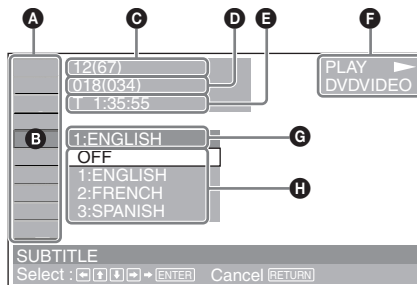 A C D E F
12(67)
018(034)
T 1:35:55
PLAY
DVDVIDEO
B
1:ENGLISH
G
OFF
1:ENGLISH
2:FRENCH
3:SPANISH
H
SUBTITLE
Select : ENTER Cancel RETURN